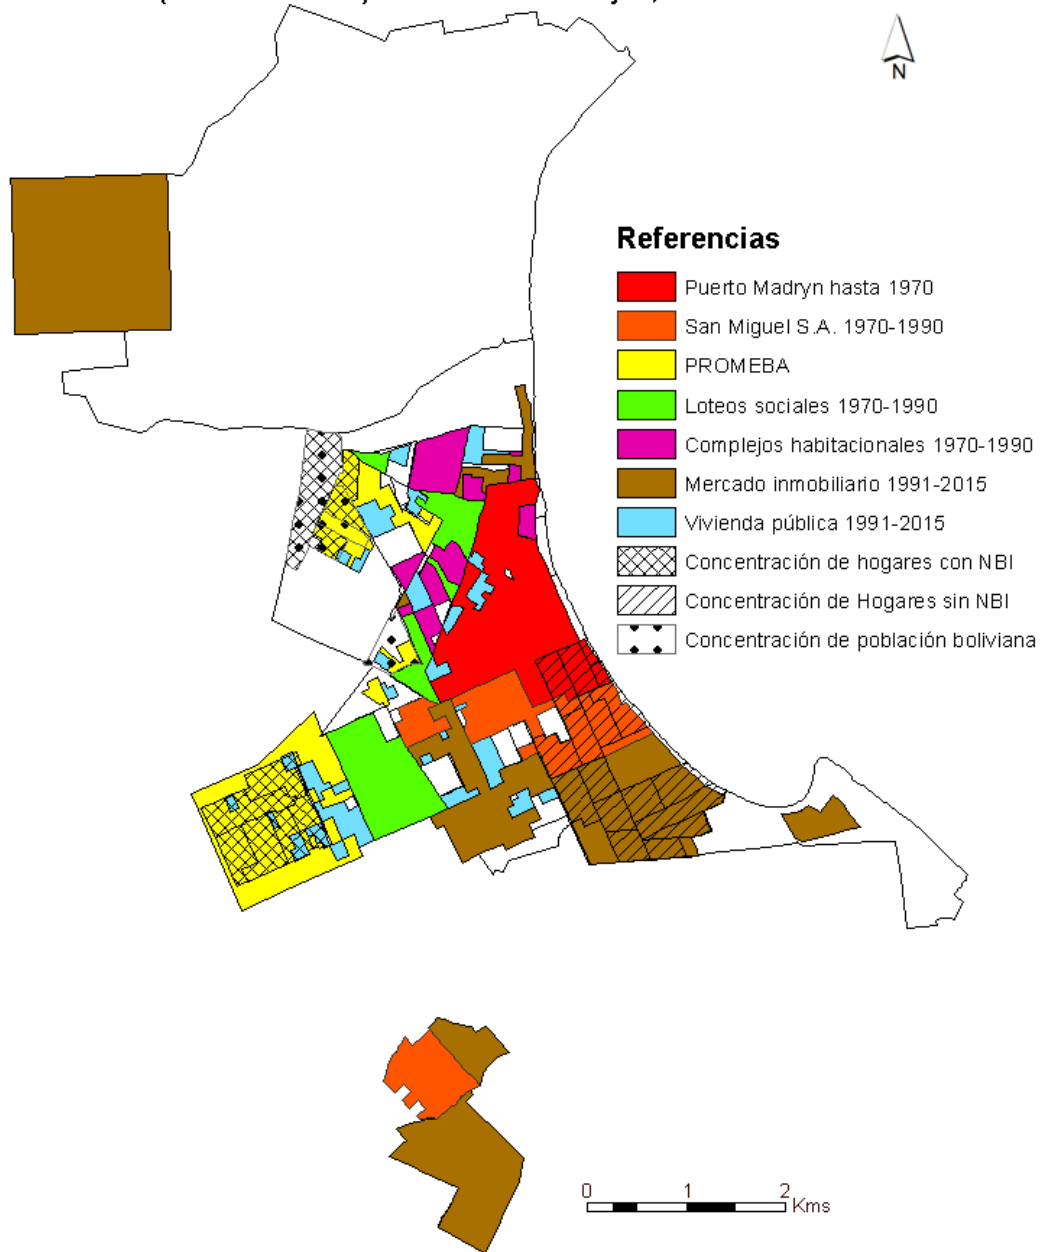 N
Referencias
Puerto Madryn hasta 1970
San Miguel S.A. 1970-1990
PROMEBA
Loteos sociales 1970-1990
Complejos habitacionales 1970-1990
Mercado inmobiliario 1991-2015
Vivienda pública 1991-2015
Concentración de hogares con NBI
Concentración de Hogares sin NBI
Concentración de población boliviana
0 1 2
Kms